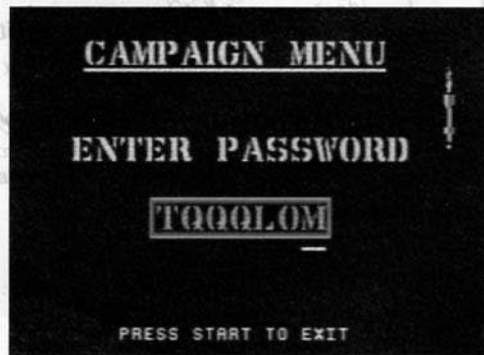 CAMPAIGN MENU
ENTER PASSWORD
TQQQLOM
PRESS START TO EXIT